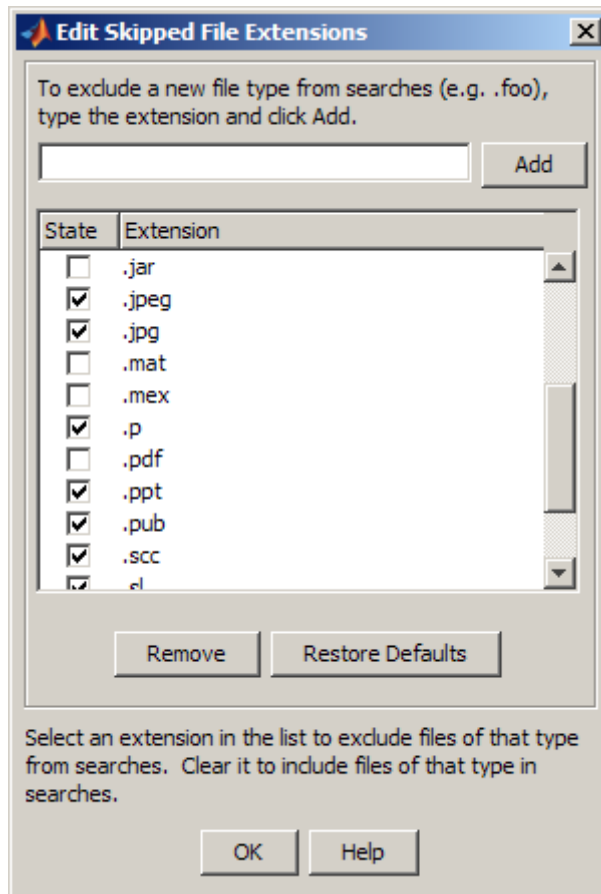 Edit Skipped File Extensions
To exclude a new file type from searches (e.g. .foo),
type the extension and click Add.
Add
State Extension
.jar
.jpeg
.jpg
.mat
.mex
.p
.pdf
.ppt
.pub
.scc
Remove Restore Defaults
Select an extension in the list to exclude files of that type
from searches. Clear it to include files of that type in
searches.
OK Help